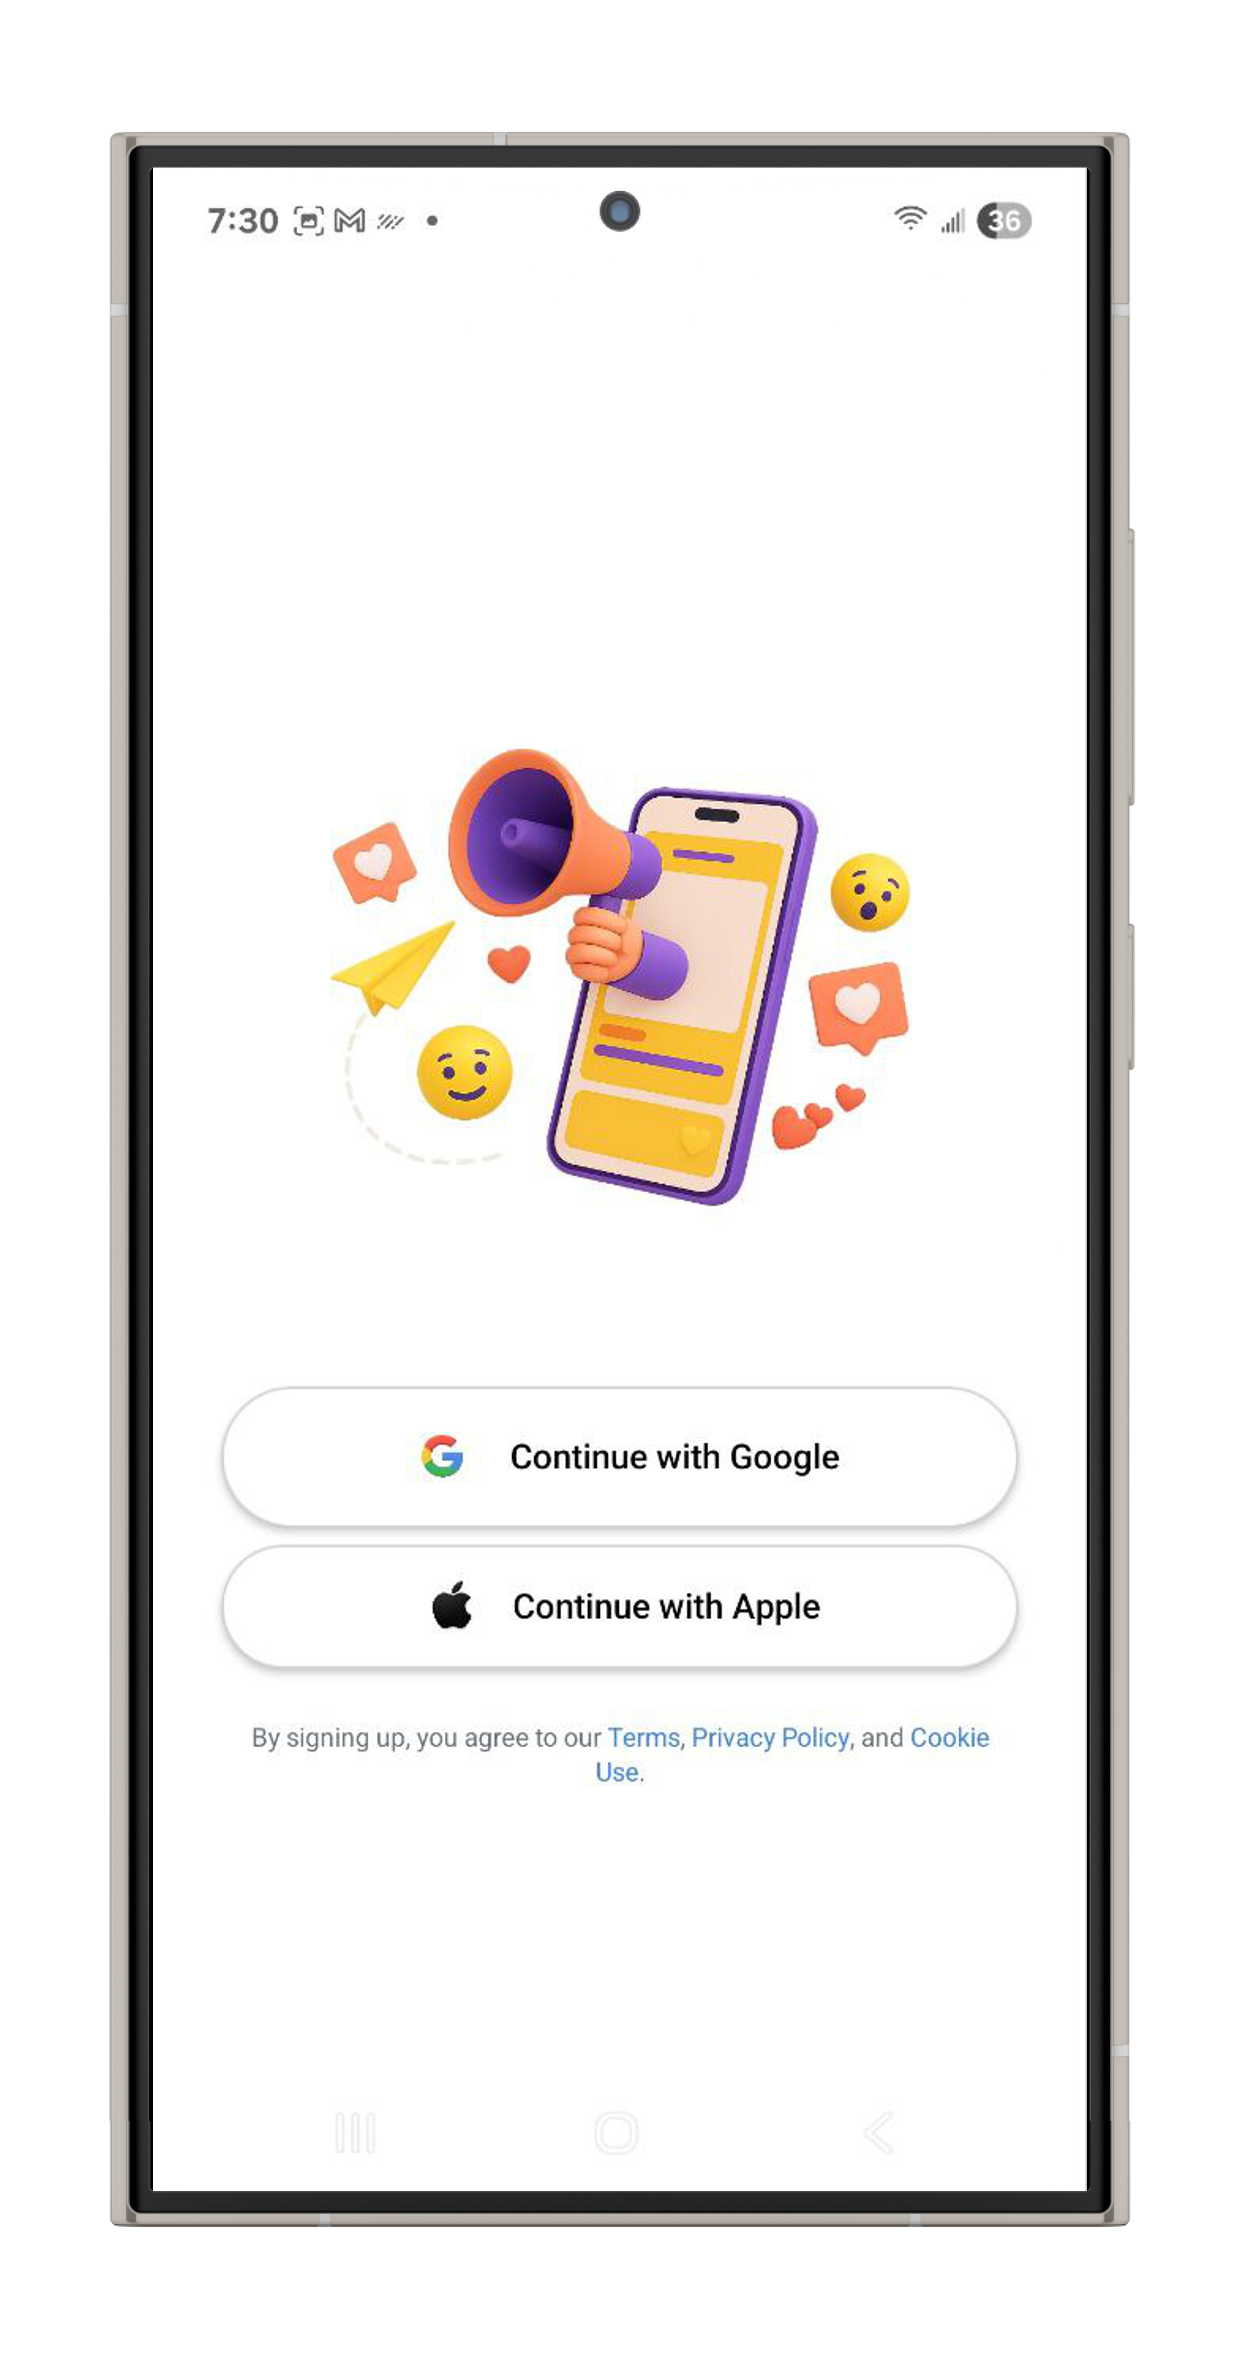 7:30
36
Continue with Google
Continue with Apple
By signing up, you agree to our Terms, Privacy Policy, and Cookie
Use.